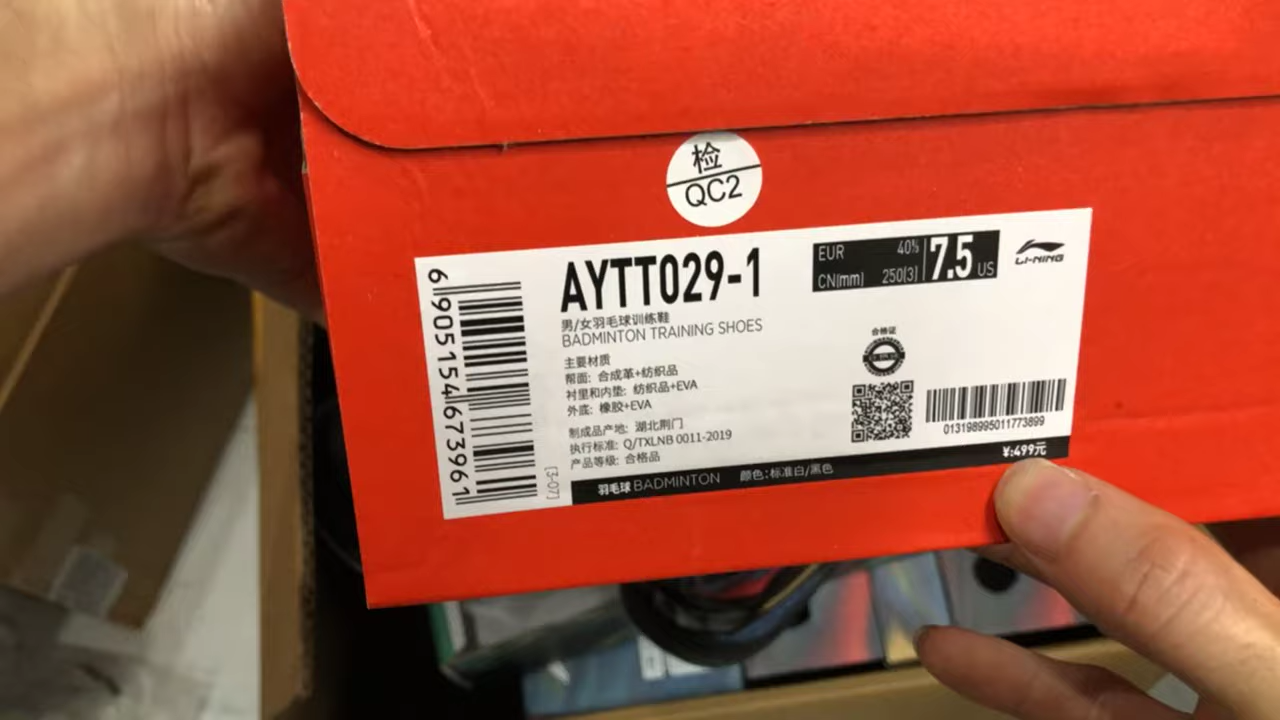 检
QC2
6 905154 673961
AYTT029-1
男/女羽毛球训练鞋
BADMINTON TRAINING SHOES
EUR 40⅔
CN(mm) 250(3)
7.5 US
LI-NING
主要材质
帮面: 合成革+纺织品
衬里和内垫: 纺织品+EVA
外底: 橡胶+EVA
制成品产地: 湖北荆门
执行标准: Q/TXLNB 0011-2019
产品等级: 合格品
合格证
013198995011773899
[3-07]
羽毛球 BADMINTON 颜色:标准白/黑色
¥:499元